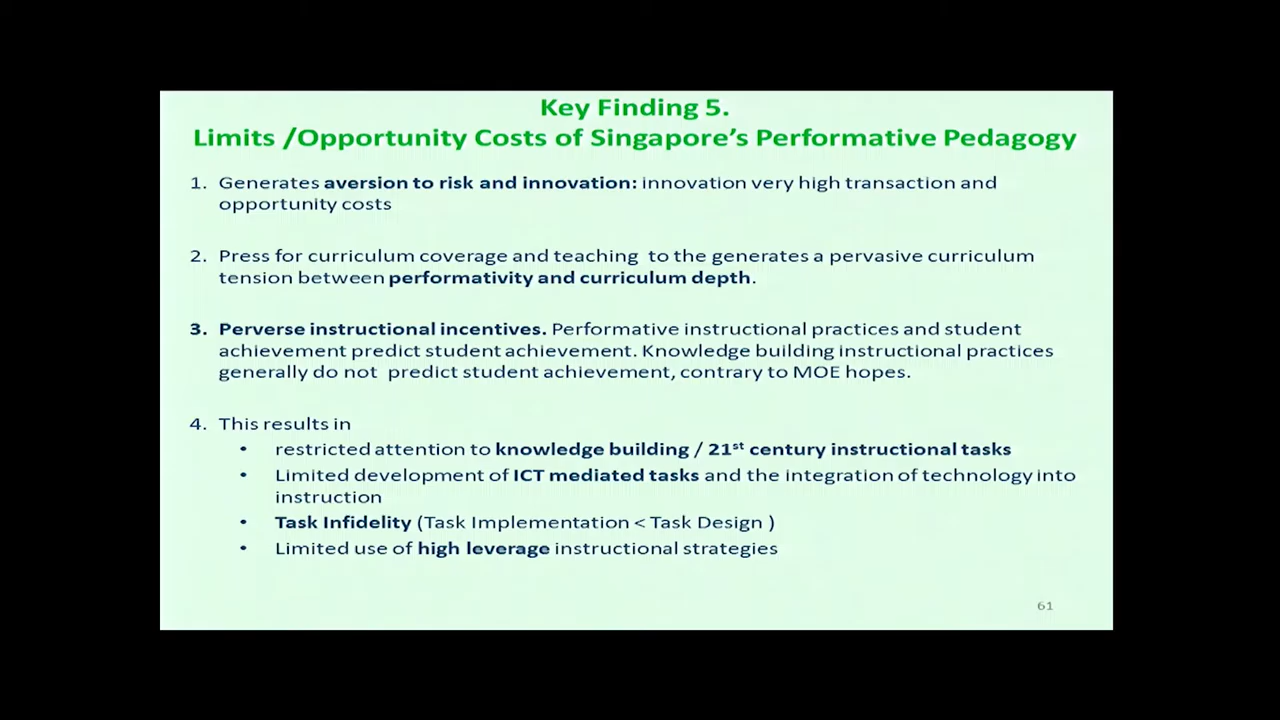 Key Finding 5.
Limits /Opportunity Costs of Singapore's Performative Pedagogy
1. Generates aversion to risk and innovation: innovation very high transaction and
opportunity costs
2. Press for curriculum coverage and teaching to the generates a pervasive curriculum
tension between performativity and curriculum depth.
3. Perverse instructional incentives. Performative instructional practices and student
achievement predict student achievement. Knowledge building instructional practices
generally do not predict student achievement, contrary to MOE hopes.
4. This results in
• restricted attention to knowledge building / 21st century instructional tasks
• Limited development of ICT mediated tasks and the integration of technology into
instruction
• Task Infidelity (Task Implementation < Task Design )
• Limited use of high leverage instructional strategies
61